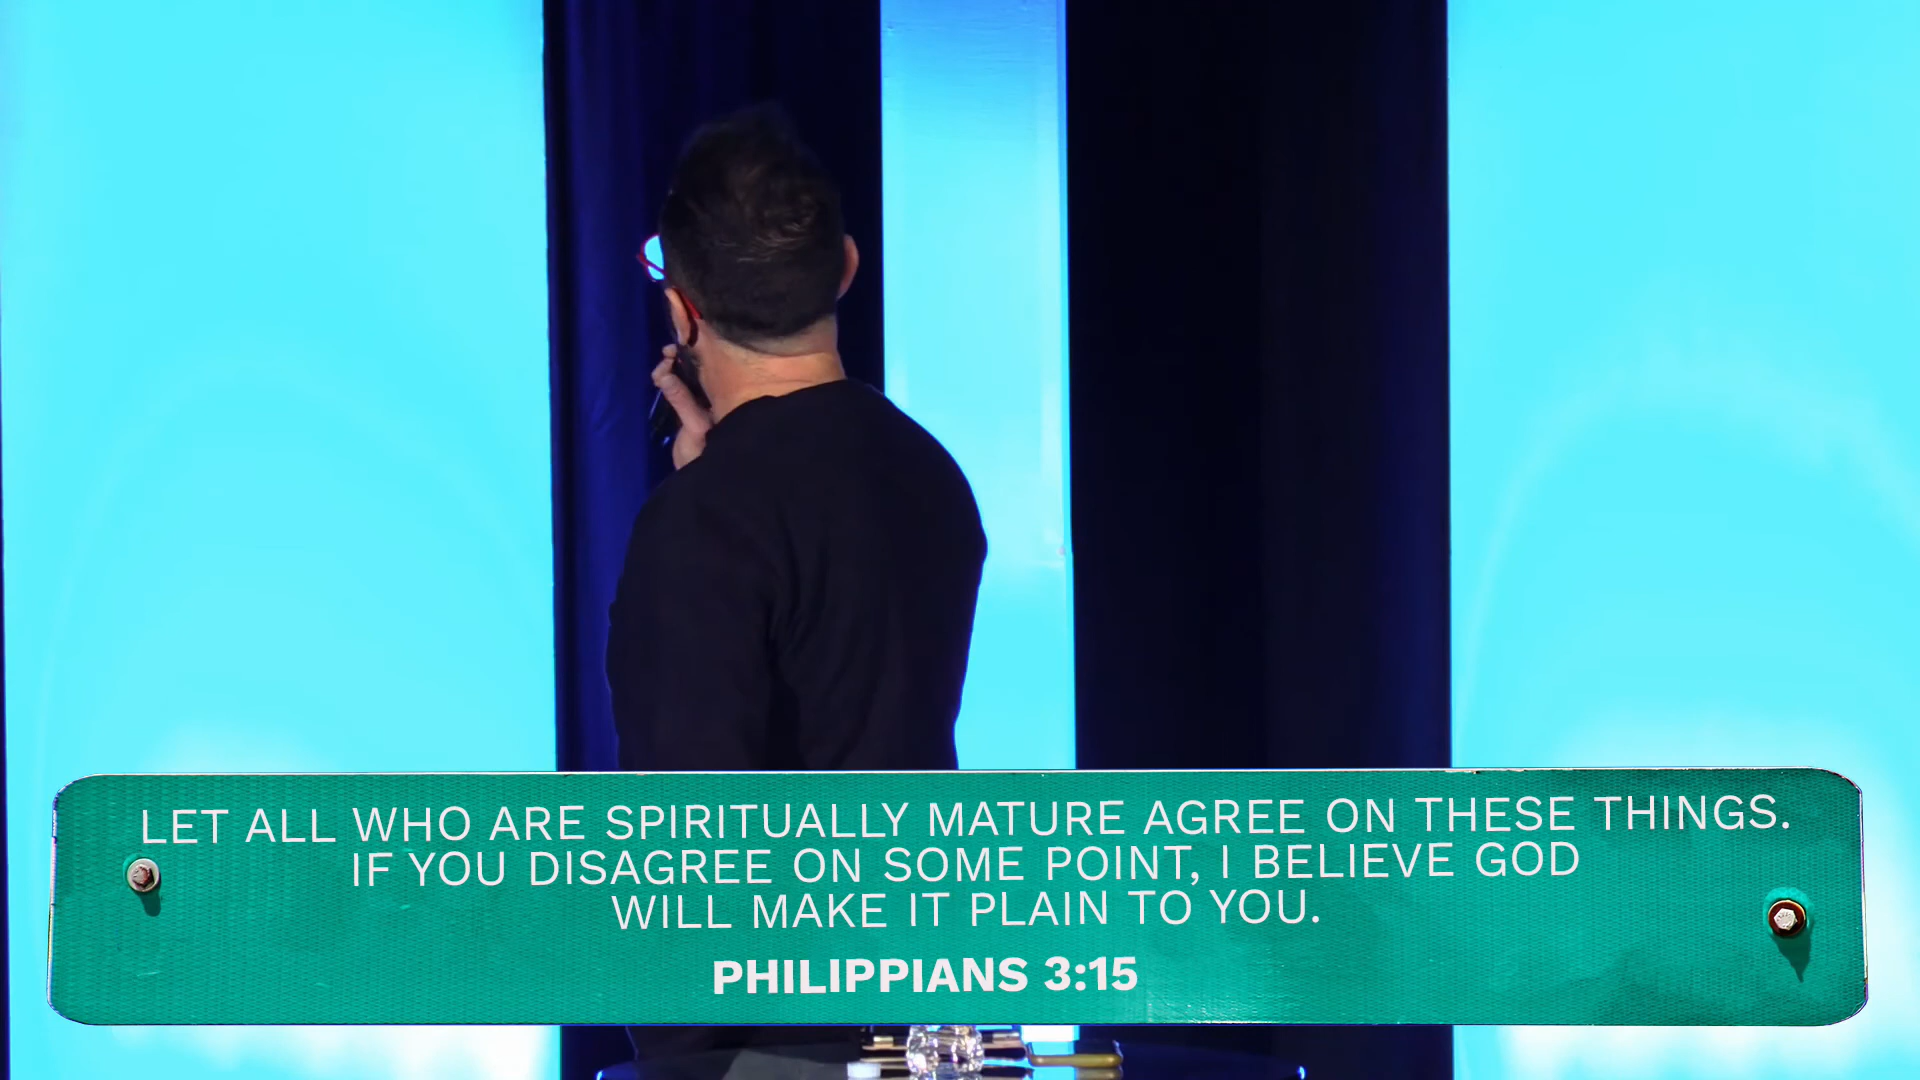 LET ALL WHO ARE SPIRITUALLY MATURE AGREE ON THESE THINGS.
IF YOU DISAGREE ON SOME POINT, I BELIEVE GOD
WILL MAKE IT PLAIN TO YOU.
PHILIPPIANS 3:15